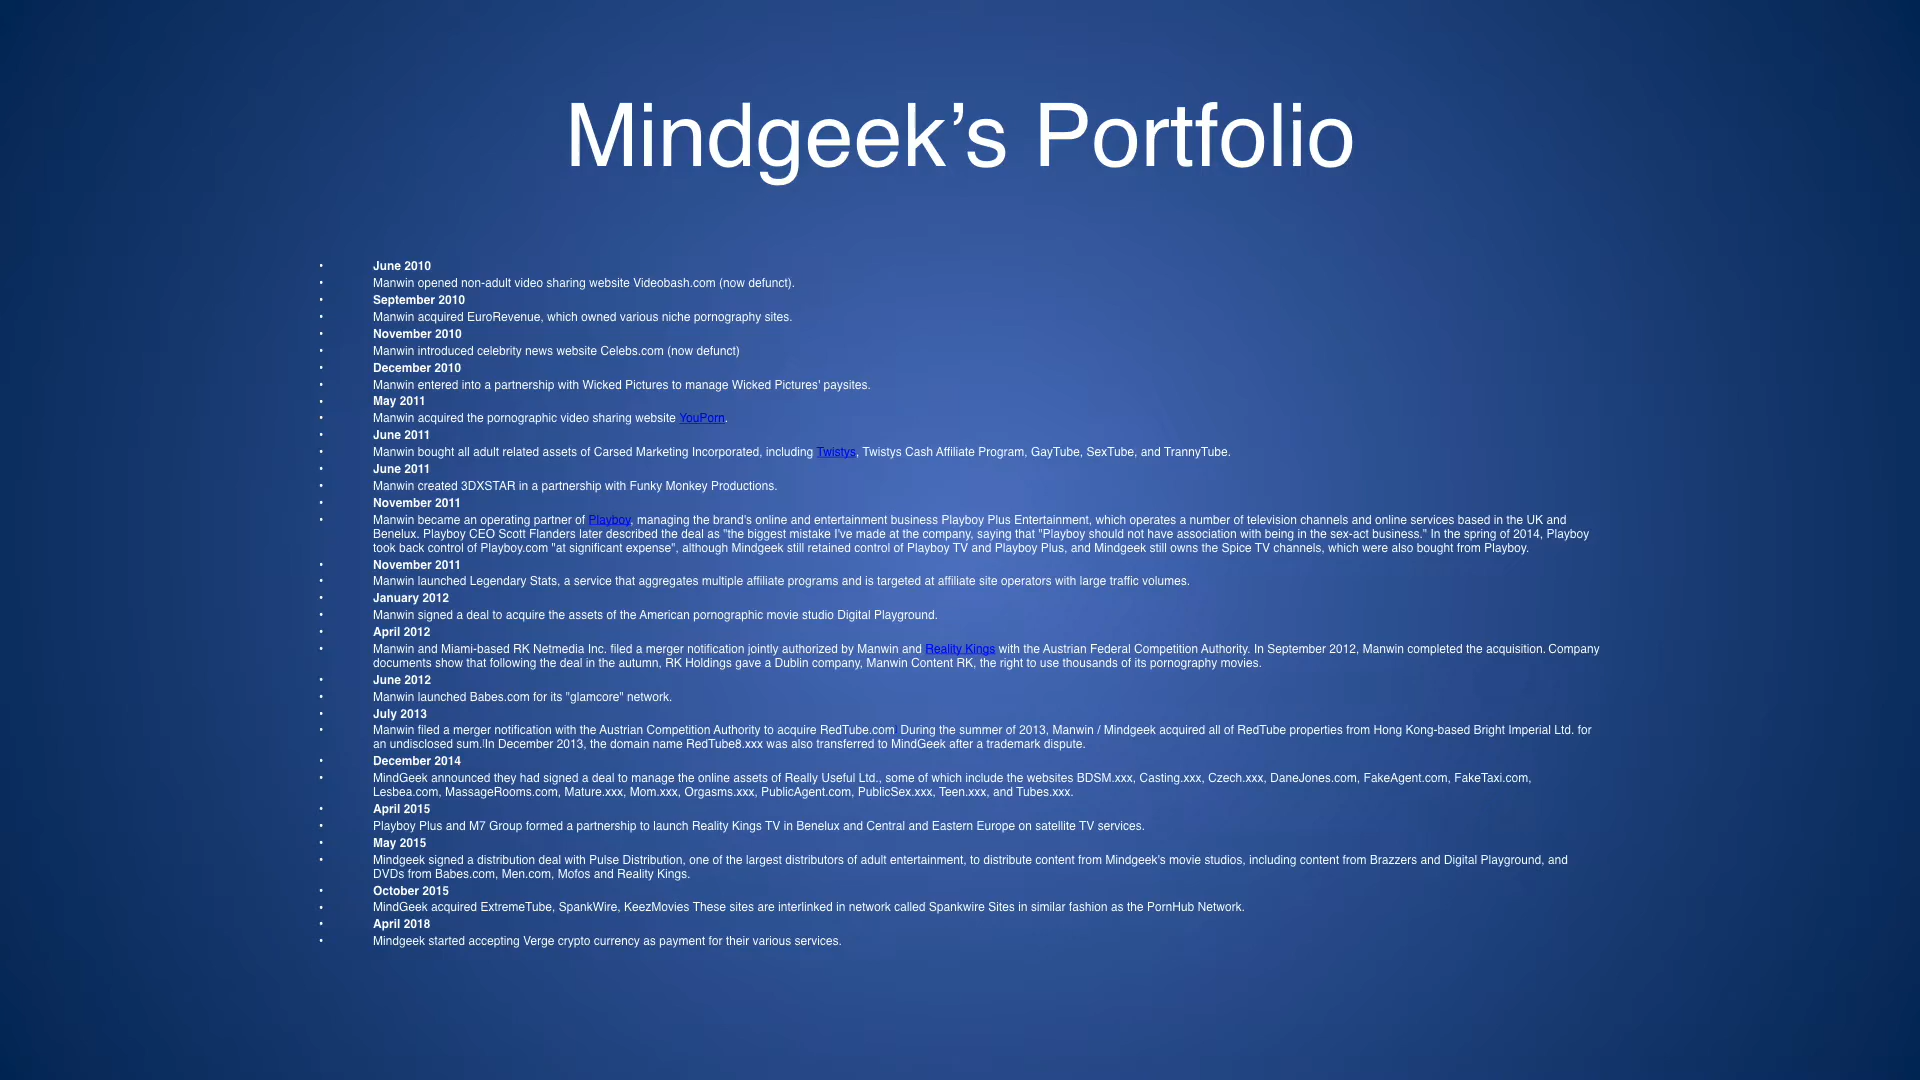 Mindgeek’s Portfolio
• June 2010
• Manwin opened non-adult video sharing website Videobash.com (now defunct).
• September 2010
• Manwin acquired EuroRevenue, which owned various niche pornography sites.
• November 2010
• Manwin introduced celebrity news website Celebs.com (now defunct)
• December 2010
• Manwin entered into a partnership with Wicked Pictures to manage Wicked Pictures' paysites.
• May 2011
• Manwin acquired the pornographic video sharing website YouPorn.
• June 2011
• Manwin bought all adult related assets of Carsed Marketing Incorporated, including Twistys, Twistys Cash Affiliate Program, GayTube, SexTube, and TrannyTube.
• June 2011
• Manwin created 3DXSTAR in a partnership with Funky Monkey Productions.
• November 2011
• Manwin became an operating partner of Playboy, managing the brand's online and entertainment business Playboy Plus Entertainment, which operates a number of television channels and online services based in the UK and
Benelux. Playboy CEO Scott Flanders later described the deal as "the biggest mistake I've made at the company, saying that "Playboy should not have association with being in the sex-act business." In the spring of 2014, Playboy
took back control of Playboy.com "at significant expense", although Mindgeek still retained control of Playboy TV and Playboy Plus, and Mindgeek still owns the Spice TV channels, which were also bought from Playboy.
• November 2011
• Manwin launched Legendary Stats, a service that aggregates multiple affiliate programs and is targeted at affiliate site operators with large traffic volumes.
• January 2012
• Manwin signed a deal to acquire the assets of the American pornographic movie studio Digital Playground.
• April 2012
• Manwin and Miami-based RK Netmedia Inc. filed a merger notification jointly authorized by Manwin and Reality Kings with the Austrian Federal Competition Authority. In September 2012, Manwin completed the acquisition. Company
documents show that following the deal in the autumn, RK Holdings gave a Dublin company, Manwin Content RK, the right to use thousands of its pornography movies.
• June 2012
• Manwin launched Babes.com for its "glamcore" network.
• July 2013
• Manwin filed a merger notification with the Austrian Competition Authority to acquire RedTube.com During the summer of 2013, Manwin / Mindgeek acquired all of RedTube properties from Hong Kong-based Bright Imperial Ltd. for
an undisclosed sum.In December 2013, the domain name RedTube8.xxx was also transferred to MindGeek after a trademark dispute.
• December 2014
• MindGeek announced they had signed a deal to manage the online assets of Really Useful Ltd., some of which include the websites BDSM.xxx, Casting.xxx, Czech.xxx, DaneJones.com, FakeAgent.com, FakeTaxi.com,
Lesbea.com, MassageRooms.com, Mature.xxx, Mom.xxx, Orgasms.xxx, PublicAgent.com, PublicSex.xxx, Teen.xxx, and Tubes.xxx.
• April 2015
• Playboy Plus and M7 Group formed a partnership to launch Reality Kings TV in Benelux and Central and Eastern Europe on satellite TV services.
• May 2015
• Mindgeek signed a distribution deal with Pulse Distribution, one of the largest distributors of adult entertainment, to distribute content from Mindgeek's movie studios, including content from Brazzers and Digital Playground, and
DVDs from Babes.com, Men.com, Mofos and Reality Kings.
• October 2015
• MindGeek acquired ExtremeTube, SpankWire, KeezMovies These sites are interlinked in network called Spankwire Sites in similar fashion as the PornHub Network.
• April 2018
• Mindgeek started accepting Verge crypto currency as payment for their various services.